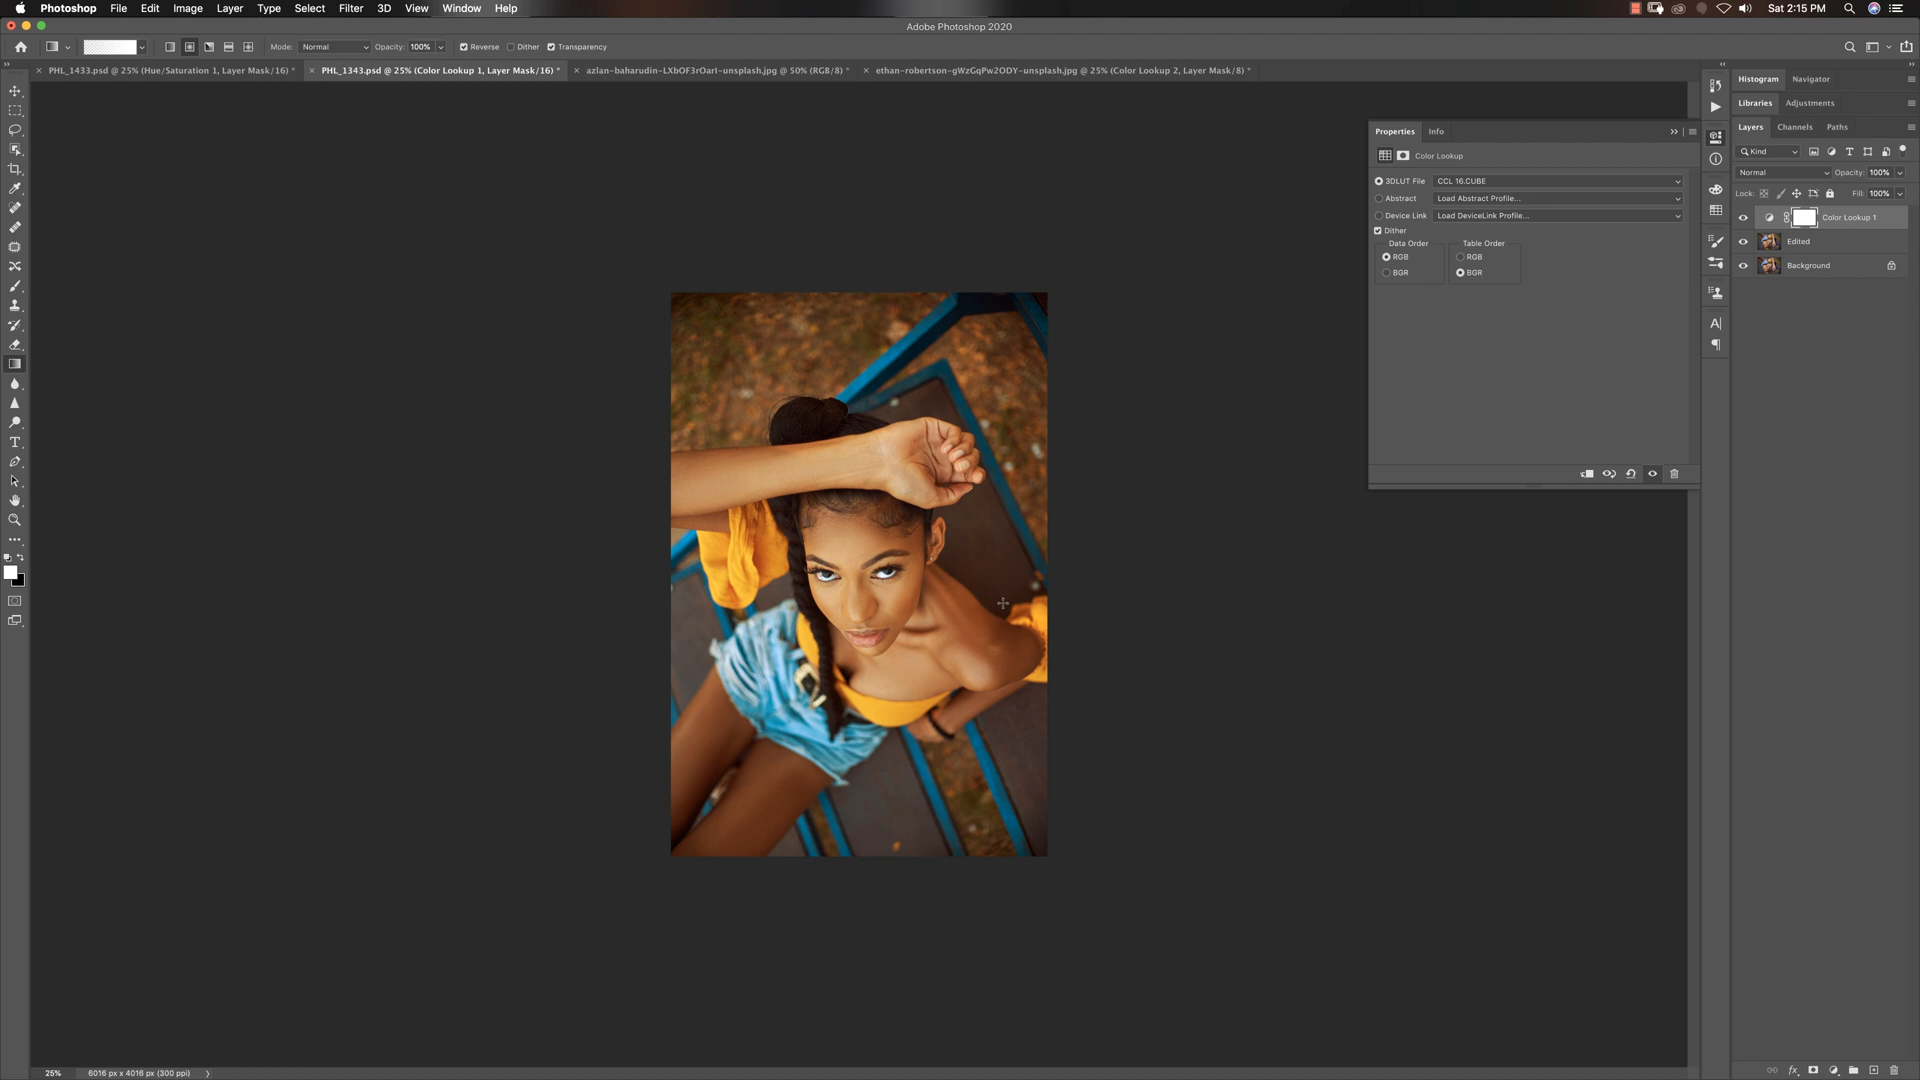 Photoshop File Edit Image Layer Type Select Filter 3D View Window Help Sat 2:15 PM
Adobe Photoshop 2020
Mode: Normal Opacity: 100% Reverse Dither Transparency
PHL_1433.psd @ 25% (Hue/Saturation 1, Layer Mask/16) * PHL_1343.psd @ 25% (Color Lookup 1, Layer Mask/16) * azlan-baharudin-LXbOF3rOarI-unsplash.jpg @ 50% (RGB/8) * ethan-robertson-gWzGqPw2ODY-unsplash.jpg @ 25% (Color Lookup 2, Layer Mask/8) *
Histogram Navigator
Libraries Adjustments
Layers Channels Paths
Kind
Normal Opacity: 100%
Lock: Fill: 100%
Color Lookup 1
Edited
Background
Properties Info
Color Lookup
3DLUT File CCL 16.CUBE
Abstract Load Abstract Profile...
Device Link Load DeviceLink Profile...
Dither
Data Order Table Order
RGB RGB
BGR BGR
25% 6016 px x 4016 px (300 ppi)